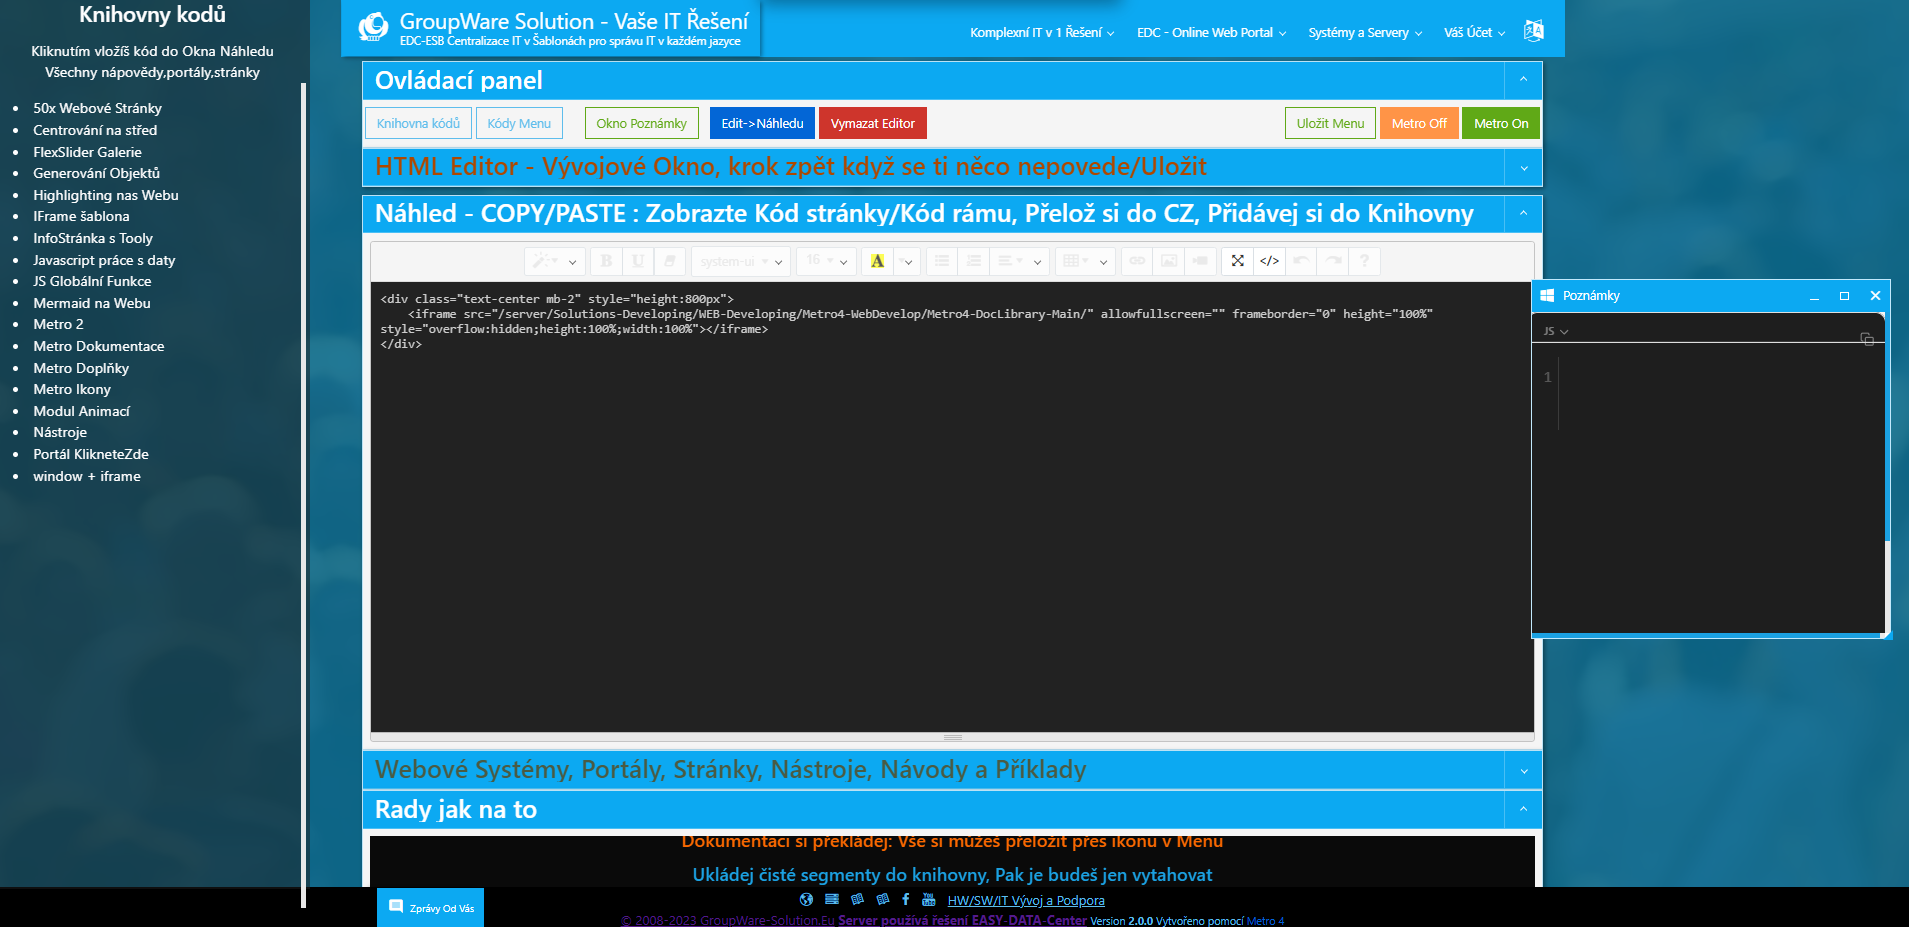 Knihovny kodů
Kliknutím vložíš kód do Okna Náhledu
Všechny nápovědy,portály,stránky
50x Webové Stránky
Centrování na střed
FlexSlider Galerie
Generování Objektů
Highlighting nas Webu
IFrame šablona
InfoStránka s Tooly
Javascript práce s daty
JS Globální Funkce
Mermaid na Webu
Metro 2
Metro Dokumentace
Metro Doplňky
Metro Ikony
Modul Animací
Nástroje
Portál KlikneteZde
window + iframe
GroupWare Solution - Vaše IT Řešení
EDC-ESB Centralizace IT v Šablonách pro správu IT v každém jazyce
Komplexní IT v 1 Řešení
EDC - Online Web Portal
Systémy a Servery
Váš Účet
Ovládací panel
Knihovna kódů
Kódy Menu
Okno Poznámky
Edit->Náhledu
Vymazat Editor
Uložit Menu
Metro Off
Metro On
HTML Editor - Vývojové Okno, krok zpět když se ti něco nepovede/Uložit
Náhled - COPY/PASTE : Zobrazte Kód stránky/Kód rámu, Přelož si do CZ, Přidávej si do Knihovny
B U system-ui 16 A </> ?
<div class="text-center mb-2" style="height:800px">
<iframe src="/server/Solutions-Developing/WEB-Developing/Metro4-WebDevelop/Metro4-DocLibrary-Main/" allowfullscreen="" frameborder="0" height="100%"
style="overflow:hidden;height:100%;width:100%"></iframe>
</div>
Poznámky
JS
1
Webové Systémy, Portály, Stránky, Nástroje, Návody a Příklady
Rady jak na to
Dokumentaci si překládej: Vše si můžeš přeložit přes ikonu v Menu
Ukládej čisté segmenty do knihovny, Pak je budeš jen vytahovat
Zprávy Od Vás
HW/SW/IT Vývoj a Podpora
© 2008-2023 GroupWare-Solution.Eu Server používá řešení EASY-DATA-Center Version 2.0.0 Vytvořeno pomocí Metro 4